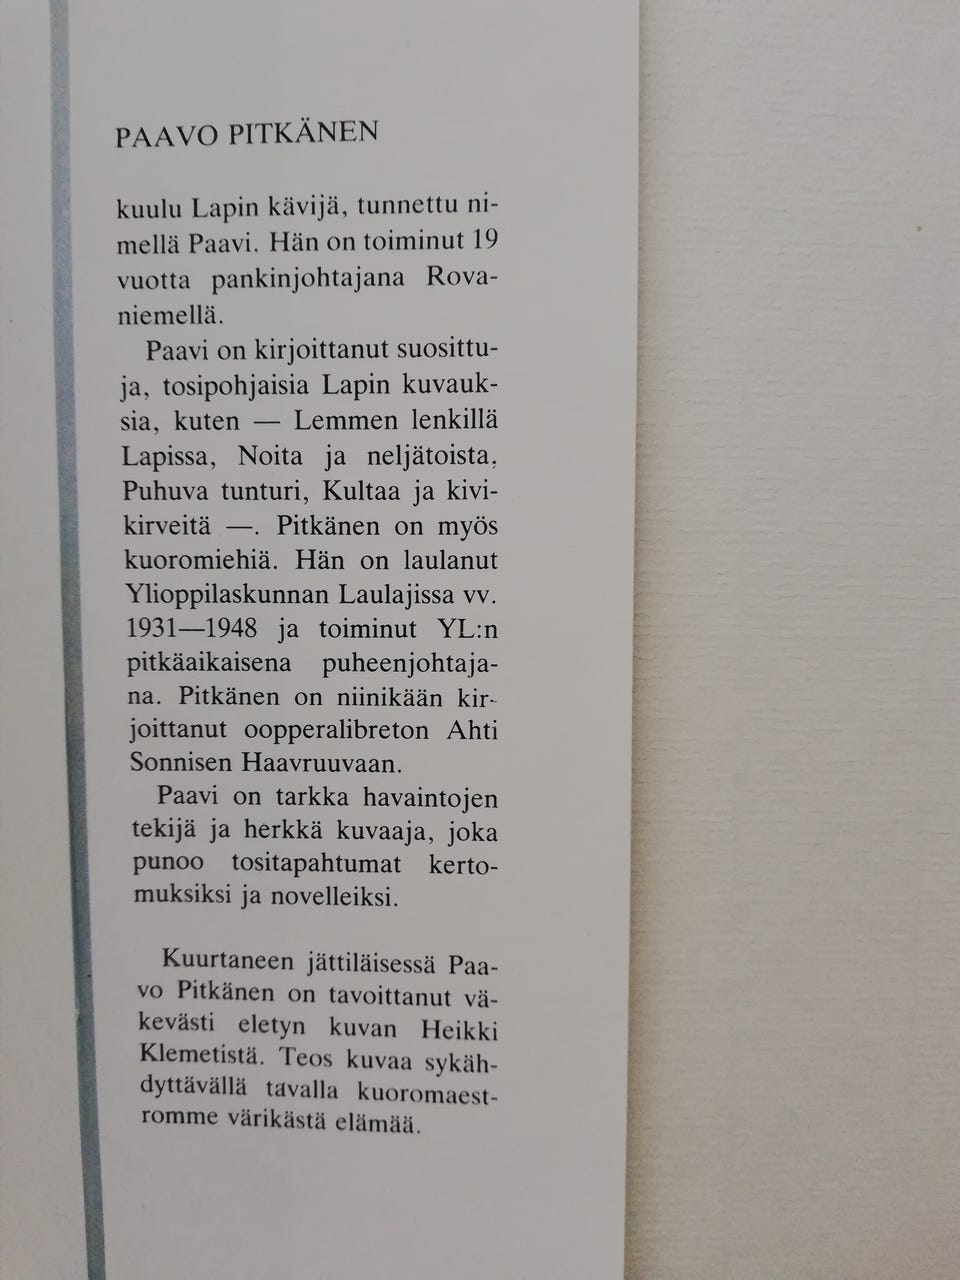 PAAVO PITKÄNEN
kuulu Lapin kävijä, tunnettu ni-
mellä Paavi. Hän on toiminut 19
vuotta pankinjohtajana Rova-
niemellä.
Paavi on kirjoittanut suosittu-
ja, tosipohjaisia Lapin kuvauk-
sia, kuten — Lemmen lenkillä
Lapissa, Noita ja neljätoista,
Puhuva tunturi, Kultaa ja kivi-
kirveitä —. Pitkänen on myös
kuoromiehiä. Hän on laulanut
Ylioppilaskunnan Laulajissa vv.
1931—1948 ja toiminut YL:n
pitkäaikaisena puheenjohtaja-
na. Pitkänen on niinikään kir-
joittanut oopperalibreton Ahti
Sonnisen Haavruuvaan.
Paavi on tarkka havaintojen
tekijä ja herkkä kuvaaja, joka
punoo tositapahtumat kerto-
muksiksi ja novelleiksi.
Kuurtaneen jättiläisessä Paa-
vo Pitkänen on tavoittanut vä-
kevästi eletyn kuvan Heikki
Klemetistä. Teos kuvaa sykäh-
dyttävällä tavalla kuoromaest-
romme värikästä elämää.